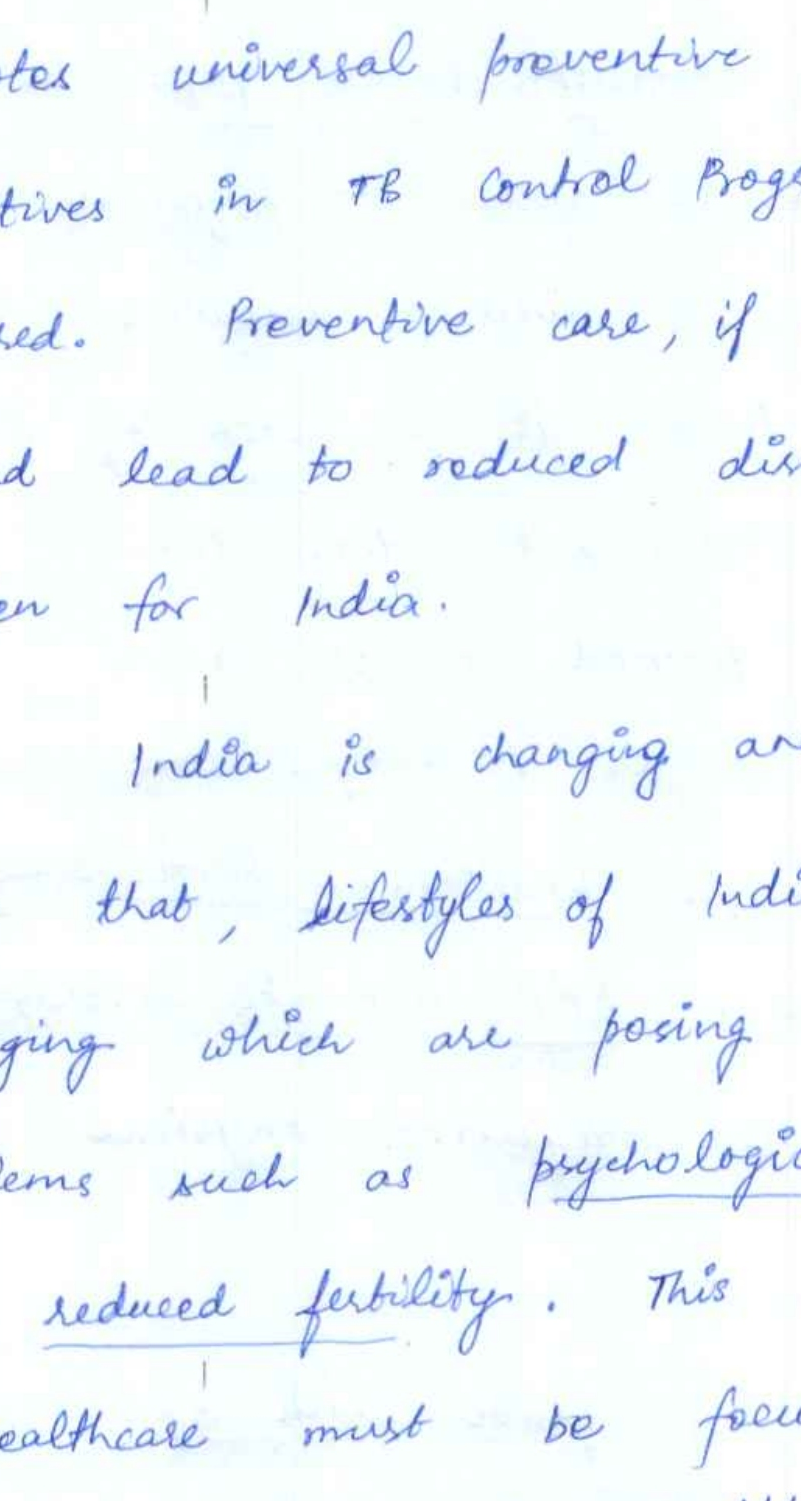 tes universal preventive
tives in TB Control Progr
sed. Preventive care, if
d lead to reduced dis
en for India.
India is changing an
that, lifestyles of Indi
ging which are posing
lems such as psychologic
reduced fertility. This
ealthcare must be focu